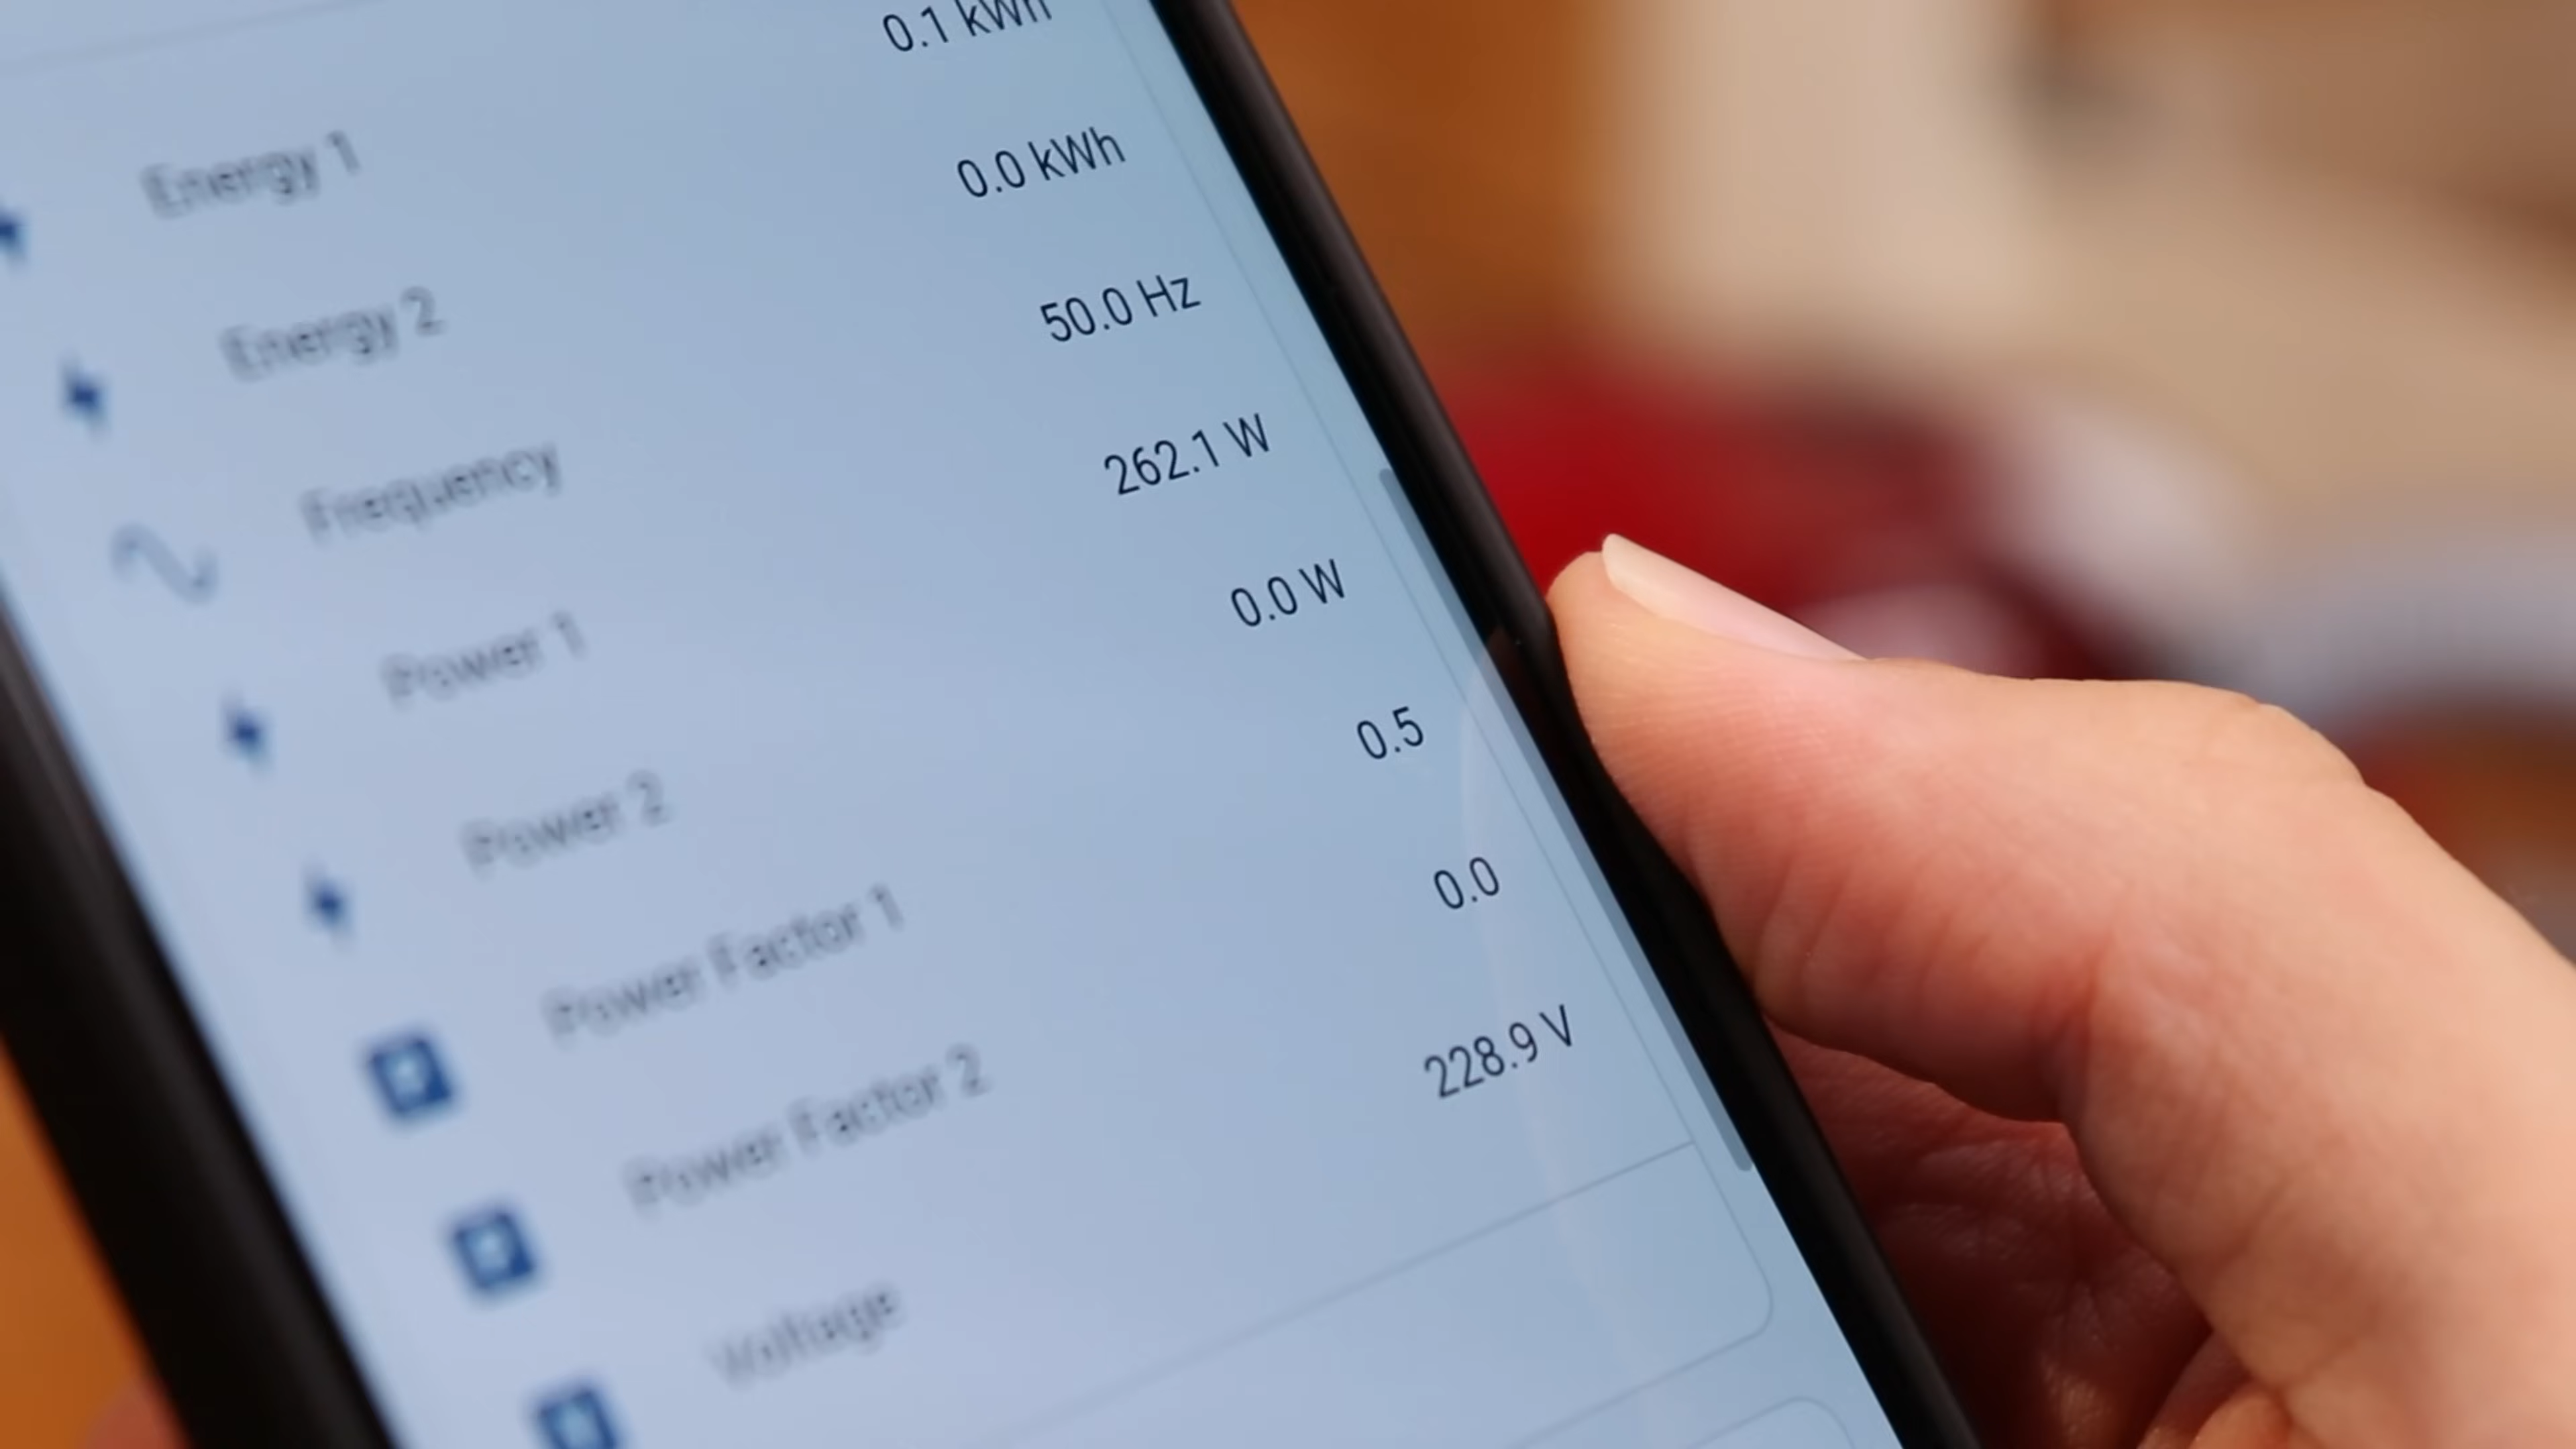 Energy 1 0.1 kWh
Energy 2 0.0 kWh
Frequency 50.0 Hz
Power 1 262.1 W
Power 2 0.0 W
Power Factor 1 0.5
Power Factor 2 0.0
Voltage 228.9 V